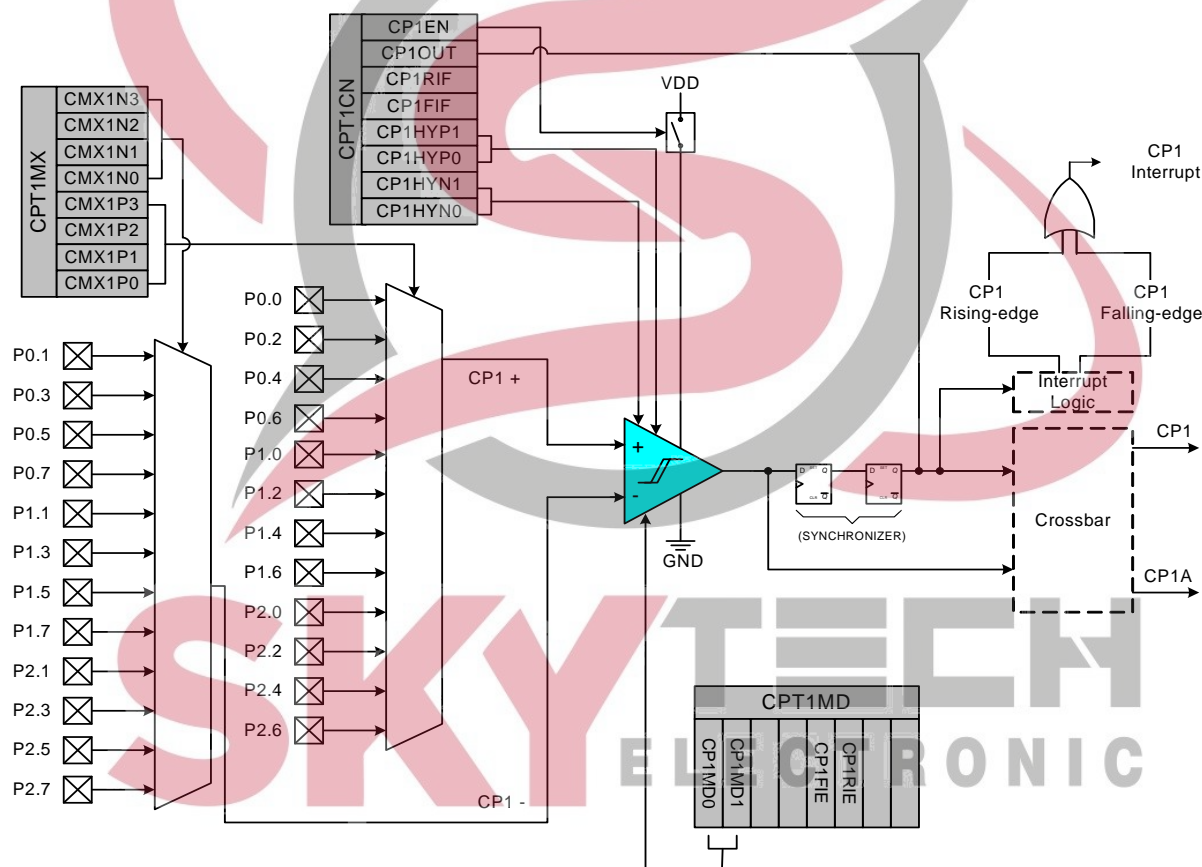 CPT1CN
CP1EN
CP1OUT
CP1RIF
CP1FIF
CP1HYP1
CP1HYP0
CP1HYN1
CP1HYN0
VDD
CPT1MX
CMX1N3
CMX1N2
CMX1N1
CMX1N0
CMX1P3
CMX1P2
CMX1P1
CMX1P0
CP1
Interrupt
CP1
Rising-edge
CP1
Falling-edge
Interrupt
Logic
P0.0
P0.2
P0.4
P0.6
P1.0
P1.2
P1.4
P1.6
P2.0
P2.2
P2.4
P2.6
P0.1
P0.3
P0.5
P0.7
P1.1
P1.3
P1.5
P1.7
P2.1
P2.3
P2.5
P2.7
CP1 +
CP1 -
+
-
GND
D SET Q
CLR Q
D SET Q
CLR Q
(SYNCHRONIZER)
Crossbar
CP1
CP1A
CPT1MD
CP1MD0
CP1MD1
CP1FIE
CP1RIE
SKYTECH
ELECTRONIC